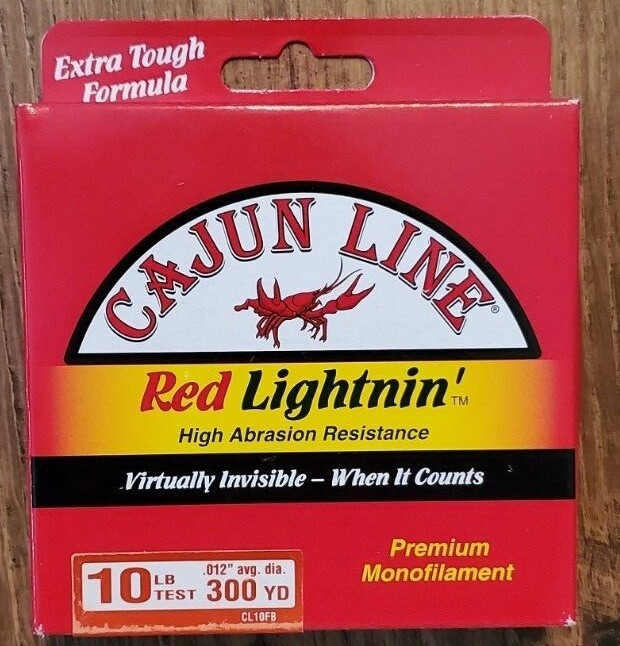 Extra Tough
Formula
CAJUN LINE®
Red Lightnin'™
High Abrasion Resistance
Virtually Invisible – When It Counts
Premium
Monofilament
10 LB TEST .012" avg. dia. 300 YD
CL10FB